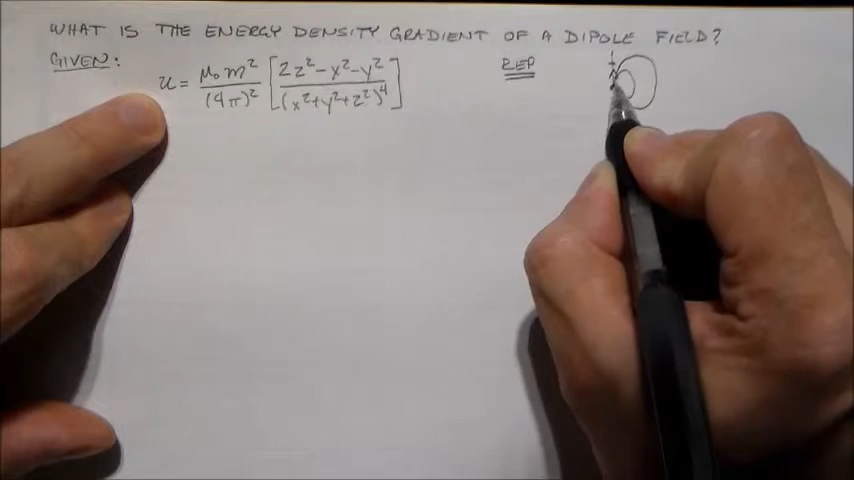 WHAT IS THE ENERGY DENSITY GRADIENT OF A DIPOLE FIELD?
GIVEN:
u = μ₀m²/(4π)² [2z²-x²-y²/(x²+y²+z²)⁴]
REP